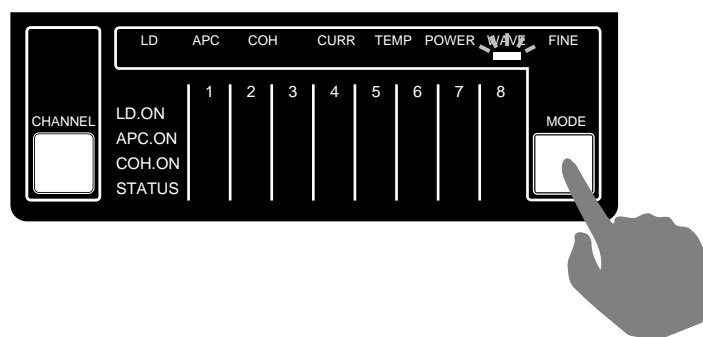 LD APC COH CURR TEMP POWER WAVE FINE
1 2 3 4 5 6 7 8
CHANNEL
LD.ON
APC.ON
COH.ON
STATUS
MODE